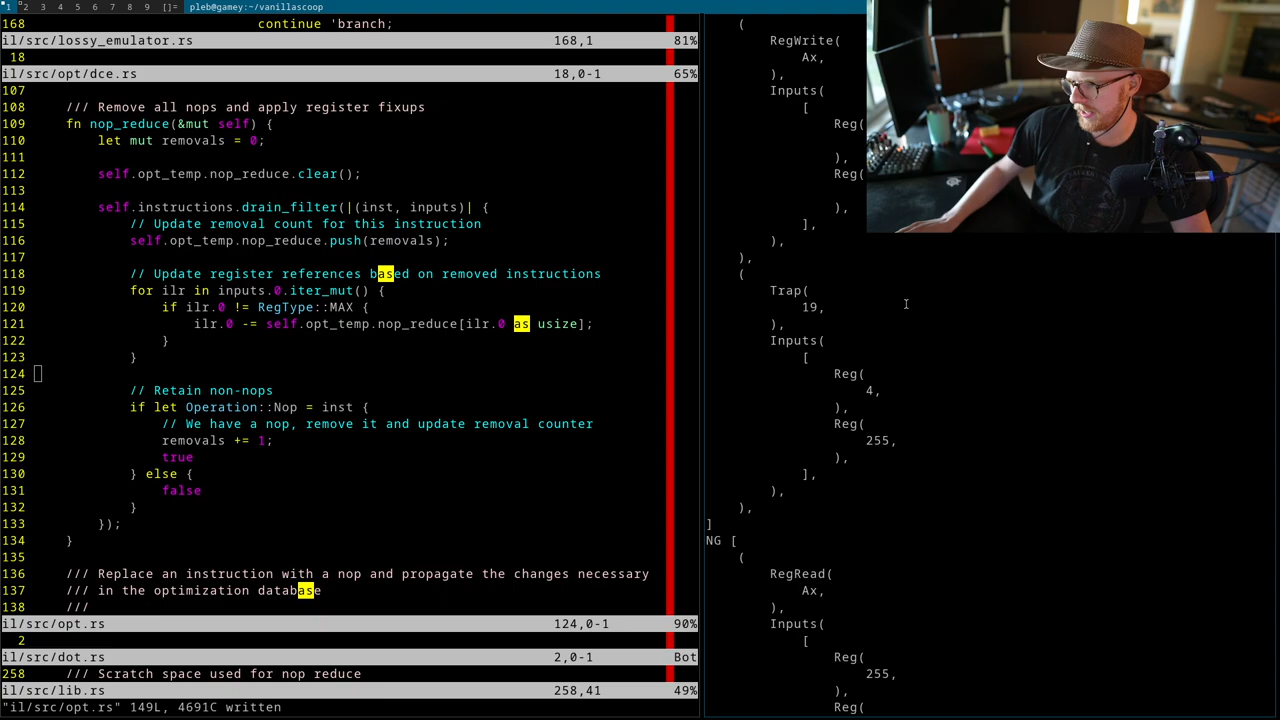 1 2 3 4 5 6 7 8 9 []= pleb@gamey:~/vanillascoop
168 continue 'branch;
il/src/lossy_emulator.rs 168,1 81%
18
il/src/opt/dce.rs 18,0-1 65%
107
108 /// Remove all nops and apply register fixups
109 fn nop_reduce(&mut self) {
110 let mut removals = 0;
111
112 self.opt_temp.nop_reduce.clear();
113
114 self.instructions.drain_filter(|(inst, inputs)| {
115 // Update removal count for this instruction
116 self.opt_temp.nop_reduce.push(removals);
117
118 // Update register references based on removed instructions
119 for ilr in inputs.0.iter_mut() {
120 if ilr.0 != RegType::MAX {
121 ilr.0 -= self.opt_temp.nop_reduce[ilr.0 as usize];
122 }
123 }
124
125 // Retain non-nops
126 if let Operation::Nop = inst {
127 // We have a nop, remove it and update removal counter
128 removals += 1;
129 true
130 } else {
131 false
132 }
133 });
134 }
135
136 /// Replace an instruction with a nop and propagate the changes necessary
137 /// in the optimization database
138 ///
il/src/opt.rs 124,0-1 90%
2
il/src/dot.rs 2,0-1 Bot
258 /// Scratch space used for nop reduce
il/src/lib.rs 258,41 49%
"il/src/opt.rs" 149L, 4691C written
(
RegWrite(
Ax,
),
Inputs(
[
Reg(
),
Reg(
),
],
),
),
(
Trap(
19,
),
Inputs(
[
Reg(
4,
),
Reg(
255,
),
],
),
),
]
NG [
(
RegRead(
Ax,
),
Inputs(
[
Reg(
255,
),
Reg(